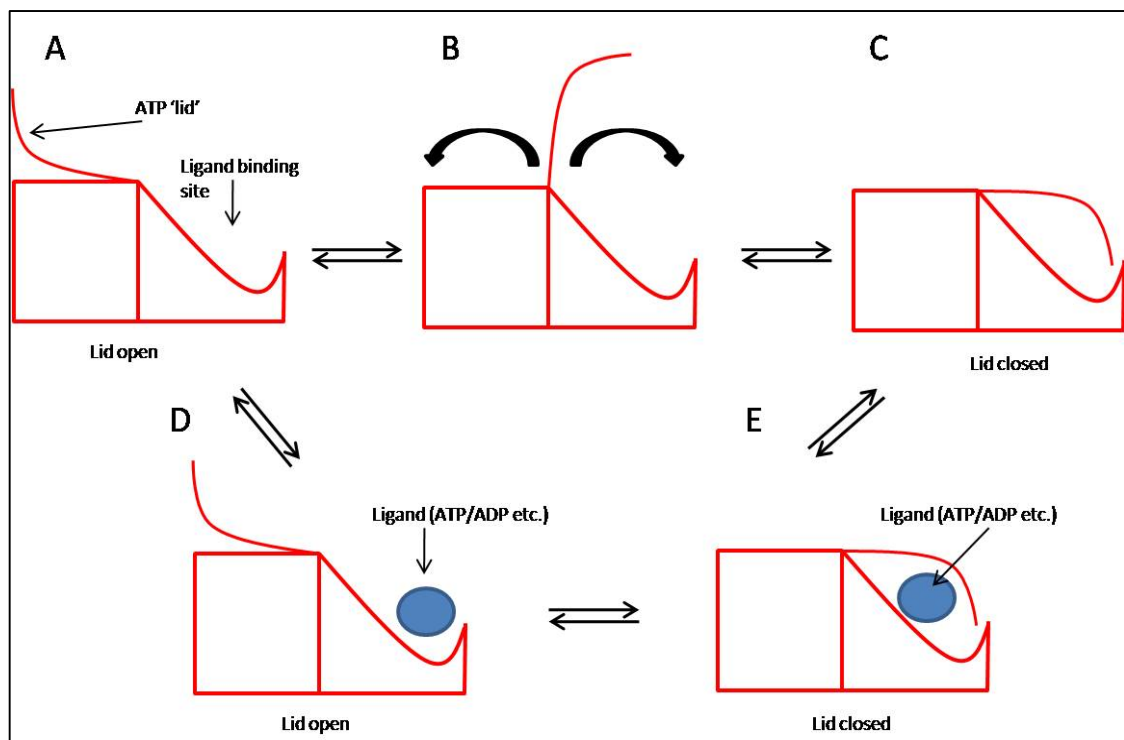 A
B
C
ATP 'lid'
Ligand binding
site
Lid open
Lid closed
D
E
Ligand (ATP/ADP etc.)
Ligand (ATP/ADP etc.)
Lid open
Lid closed